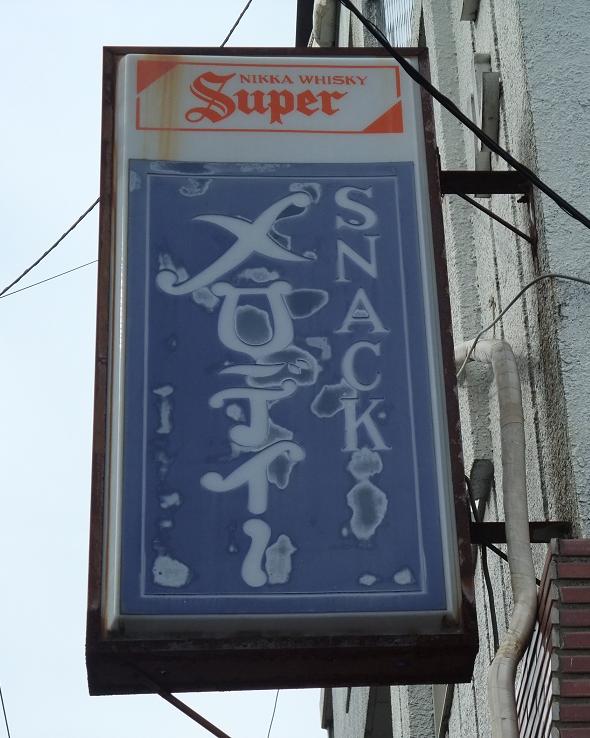 NIKKA WHISKY
Super
SNACK
メロディー